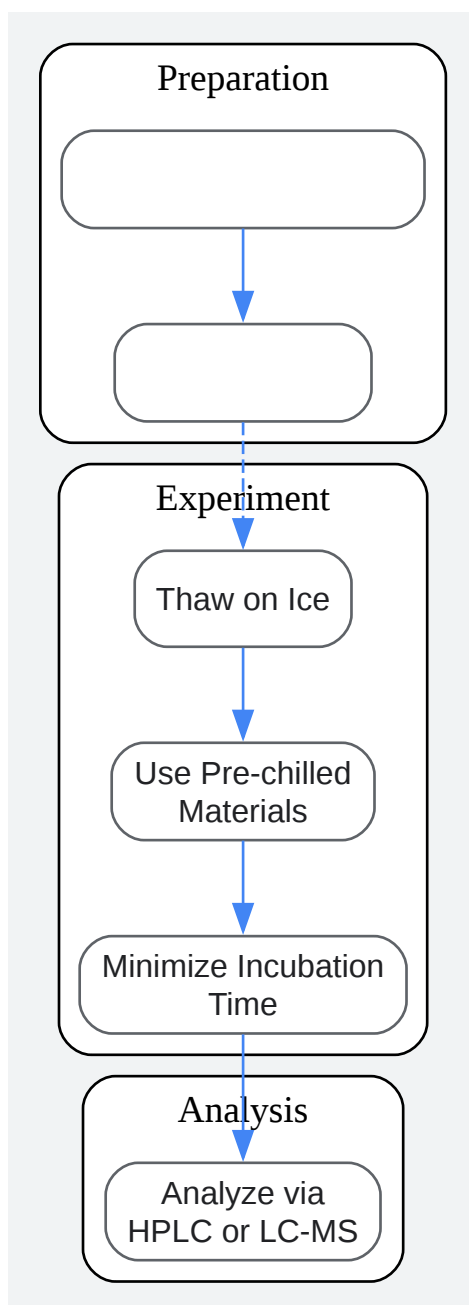 Preparation
Experiment
Thaw on Ice
Use Pre-chilled
Materials
Minimize Incubation
Time
Analysis
Analyze via
HPLC or LC-MS